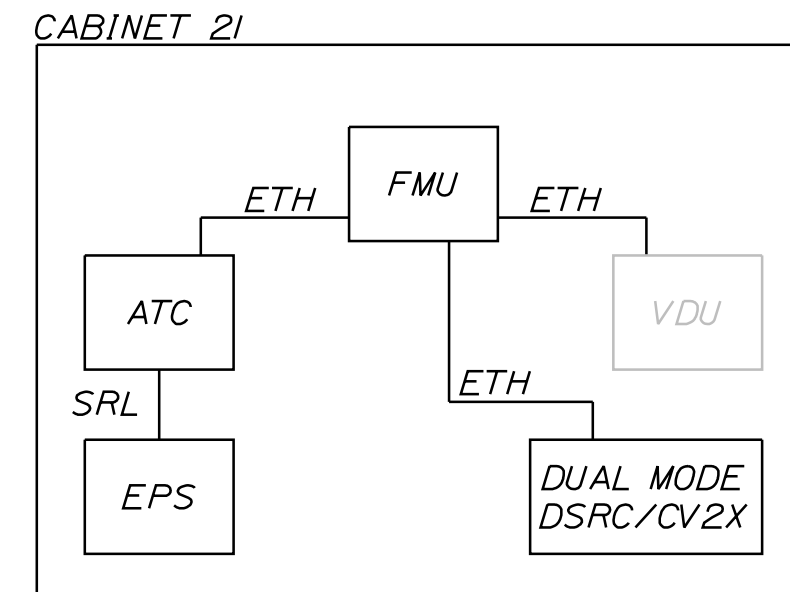 CABINET 21
FMU
ETH
ETH
ATC
VDU
ETH
SRL
EPS
DUAL MODE
DSRC/CV2X